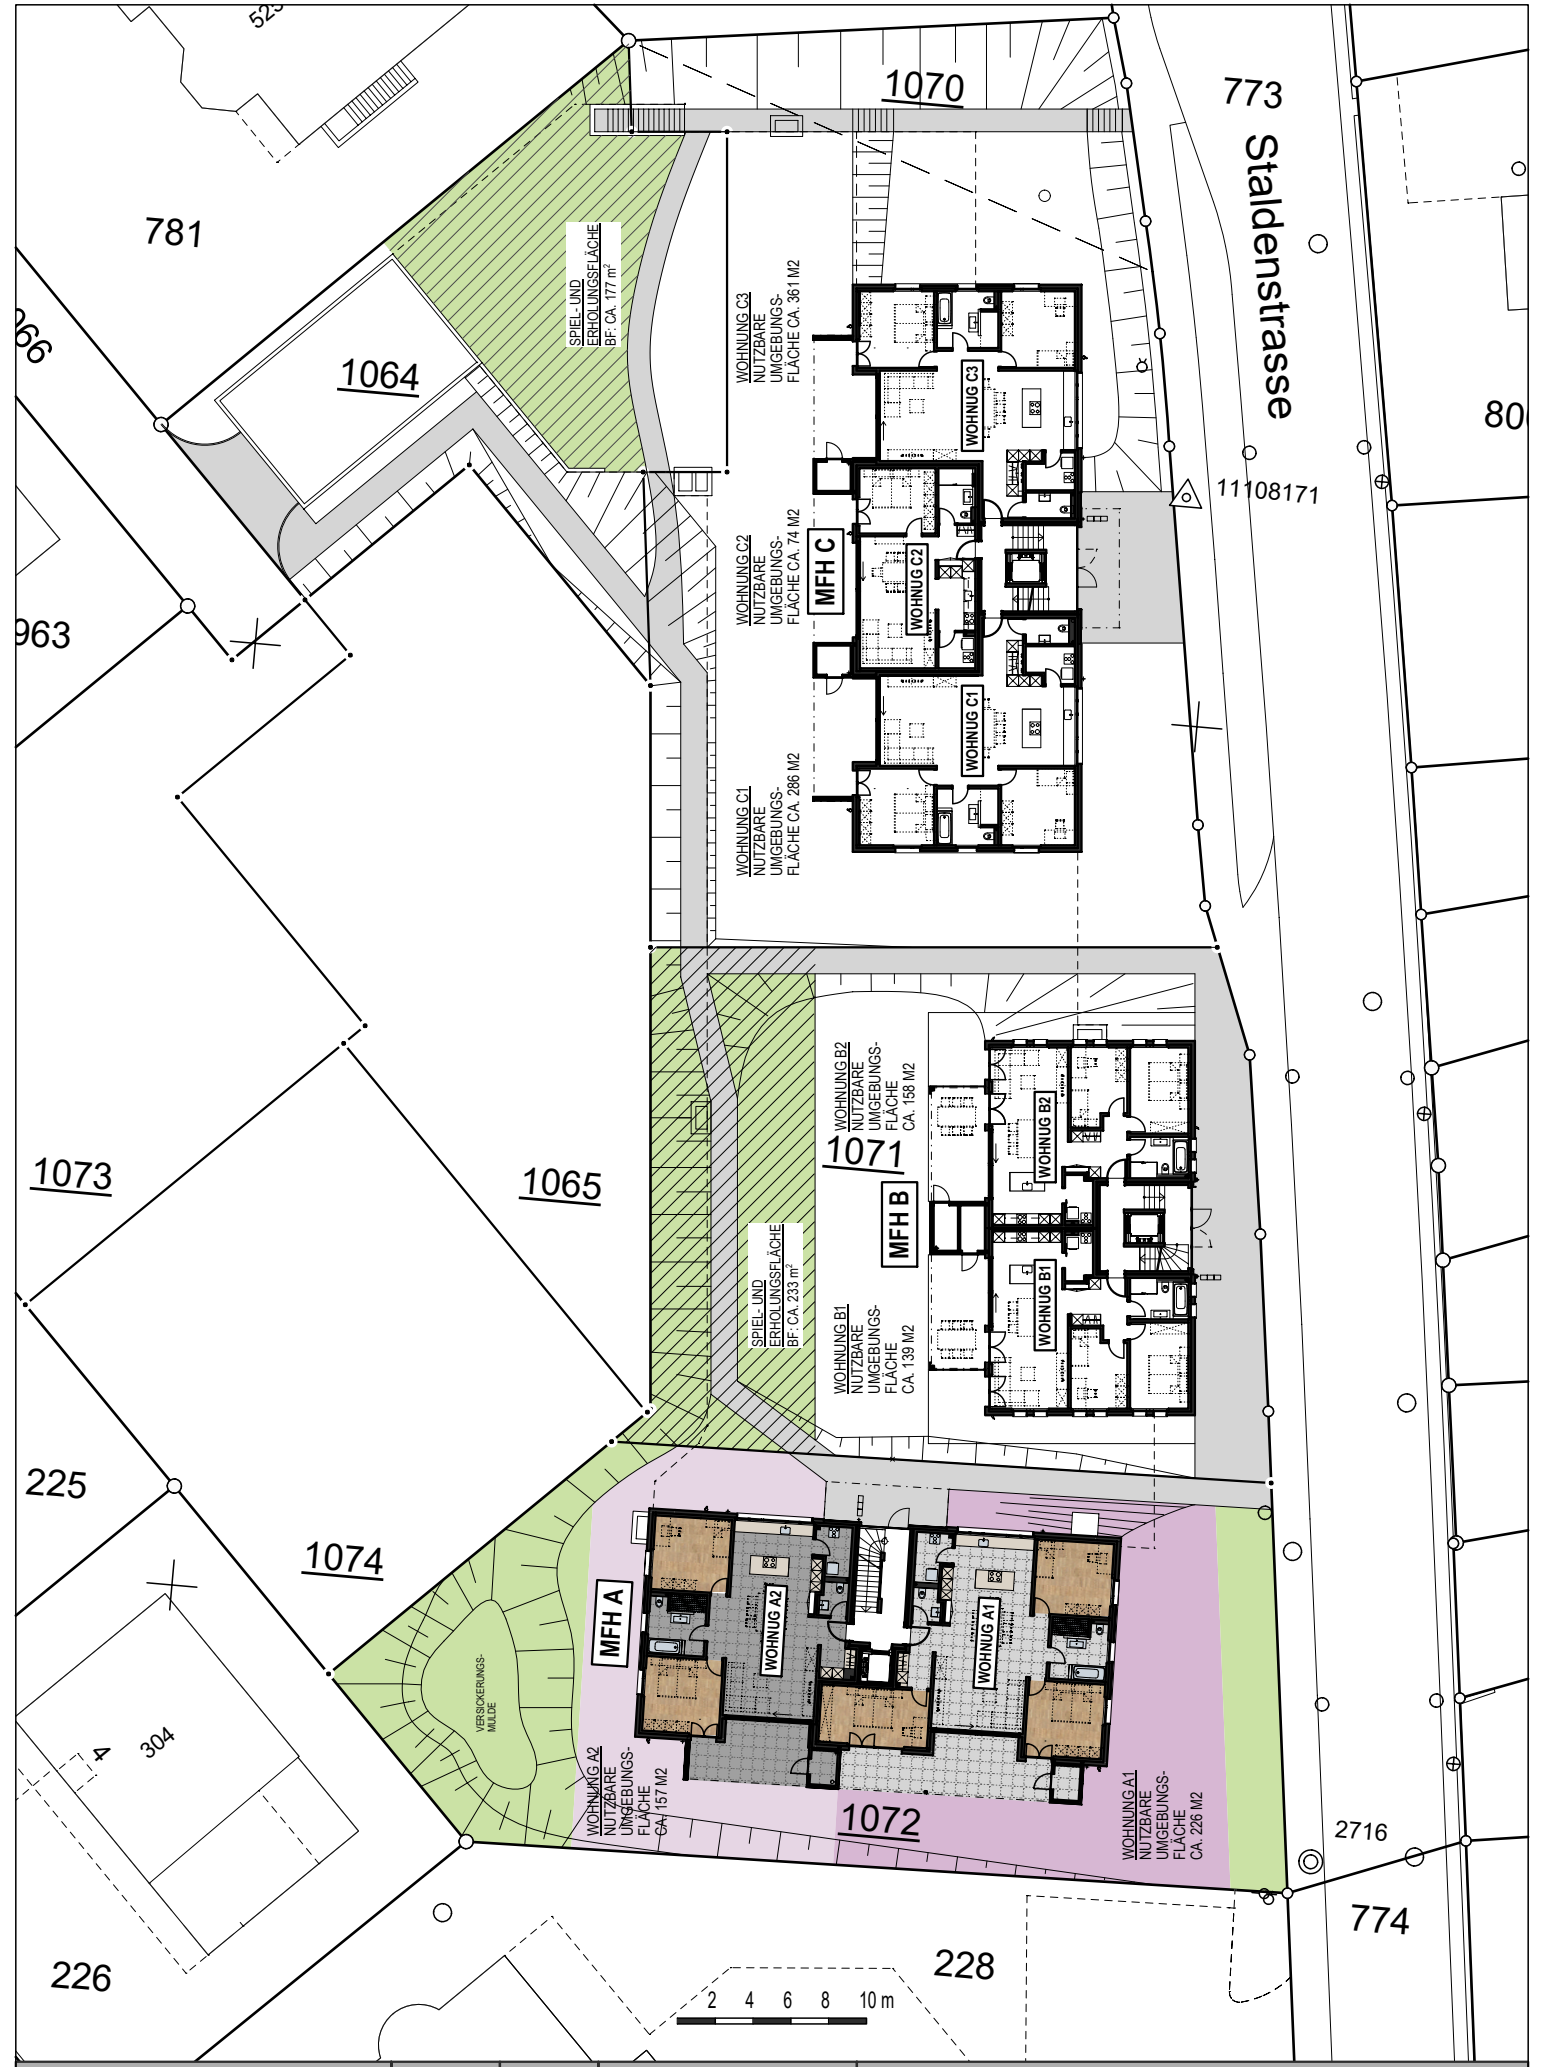 1070
773 Staldenstrasse
781
SPIEL- UND
ERHOLUNGSFLÄCHE
BF: CA. 177 m²
WOHNUNG C3
NUTZBARE
UMGEBUNGS-
FLÄCHE CA. 361 M2
1064
WOHNUG C3
11108171
WOHNUNG C2
NUTZBARE
UMGEBUNGS-
FLÄCHE CA. 74 M2
MFH C
WOHNUG C2
963
WOHNUG C1
WOHNUNG C1
NUTZBARE
UMGEBUNGS-
FLÄCHE CA. 286 M2
WOHNUNG B2
NUTZBARE
UMGEBUNGS-
FLÄCHE
CA. 158 M2
WOHNUG B2
1071
1073
1065
MFH B
SPIEL- UND
ERHOLUNGSFLÄCHE
BF: CA. 233 m²
WOHNUG B1
WOHNUNG B1
NUTZBARE
UMGEBUNGS-
FLÄCHE
CA. 139 M2
225
1074
MFH A
WOHNUG A2
WOHNUG A1
VERSICKERUNGS-
MULDE
304
4
WOHNUNG A2
NUTZBARE
UMGEBUNGS-
FLÄCHE
CA. 157 M2
1072
WOHNUNG A1
NUTZBARE
UMGEBUNGS-
FLÄCHE
CA. 226 M2
2716
774
226
228
2 4 6 8 10 m